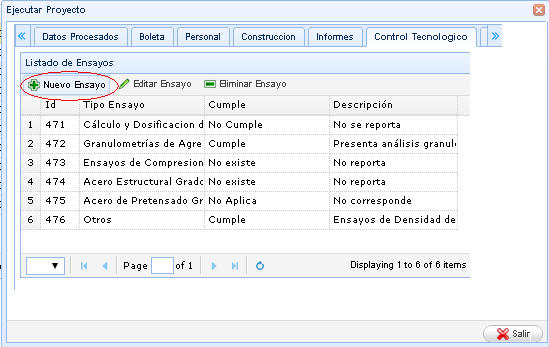 Ejecutar Proyecto
Datos Procesados Boleta Personal Construccion Informes Control Tecnologico
Listado de Ensayos
Nuevo Ensayo Editar Ensayo Eliminar Ensayo
Id Tipo Ensayo Cumple Descripción
1 471 Cálculo y Dosificacion d No Cumple No se reporta
2 472 Granulometrías de Agre Cumple Presenta análisis granul
3 473 Ensayos de Compresion No existe No reporta
4 474 Acero Estructural Grado No existe No reporta
5 475 Acero de Pretensado Gr No Aplica No corresponde
6 476 Otros Cumple Ensayos de Densidad de
Page of 1 Displaying 1 to 6 of 6 items
Salir